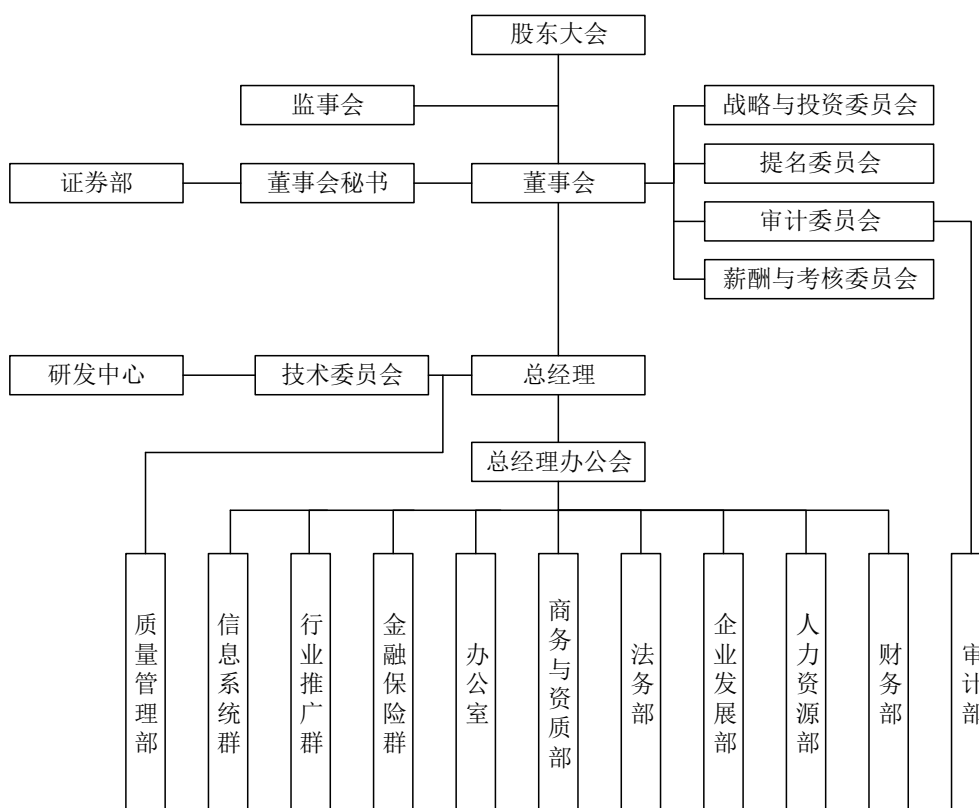 股东大会
监事会
战略与投资委员会
提名委员会
证券部
董事会秘书
董事会
审计委员会
薪酬与考核委员会
研发中心
技术委员会
总经理
总经理办公会
质量管理部
信息系统群
行业推广群
金融保险群
办公室
商务与资质部
法务部
企业发展部
人力资源部
财务部
审计部